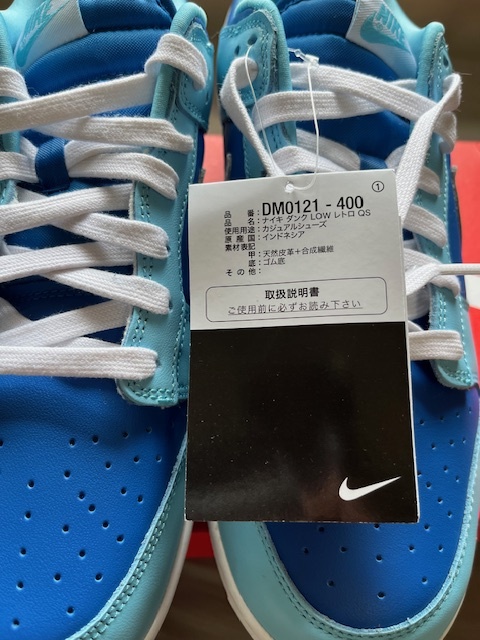 NIKE
①
品　　番：DM0121 - 400
品　　名：ナイキ ダンク LOW レトロ QS
使用用途：カジュアルシューズ
原 産 国：インドネシア
素材表記
甲：天然皮革＋合成繊維
底：ゴム底
そ の 他：
取扱説明書
ご使用前に必ずお読み下さい